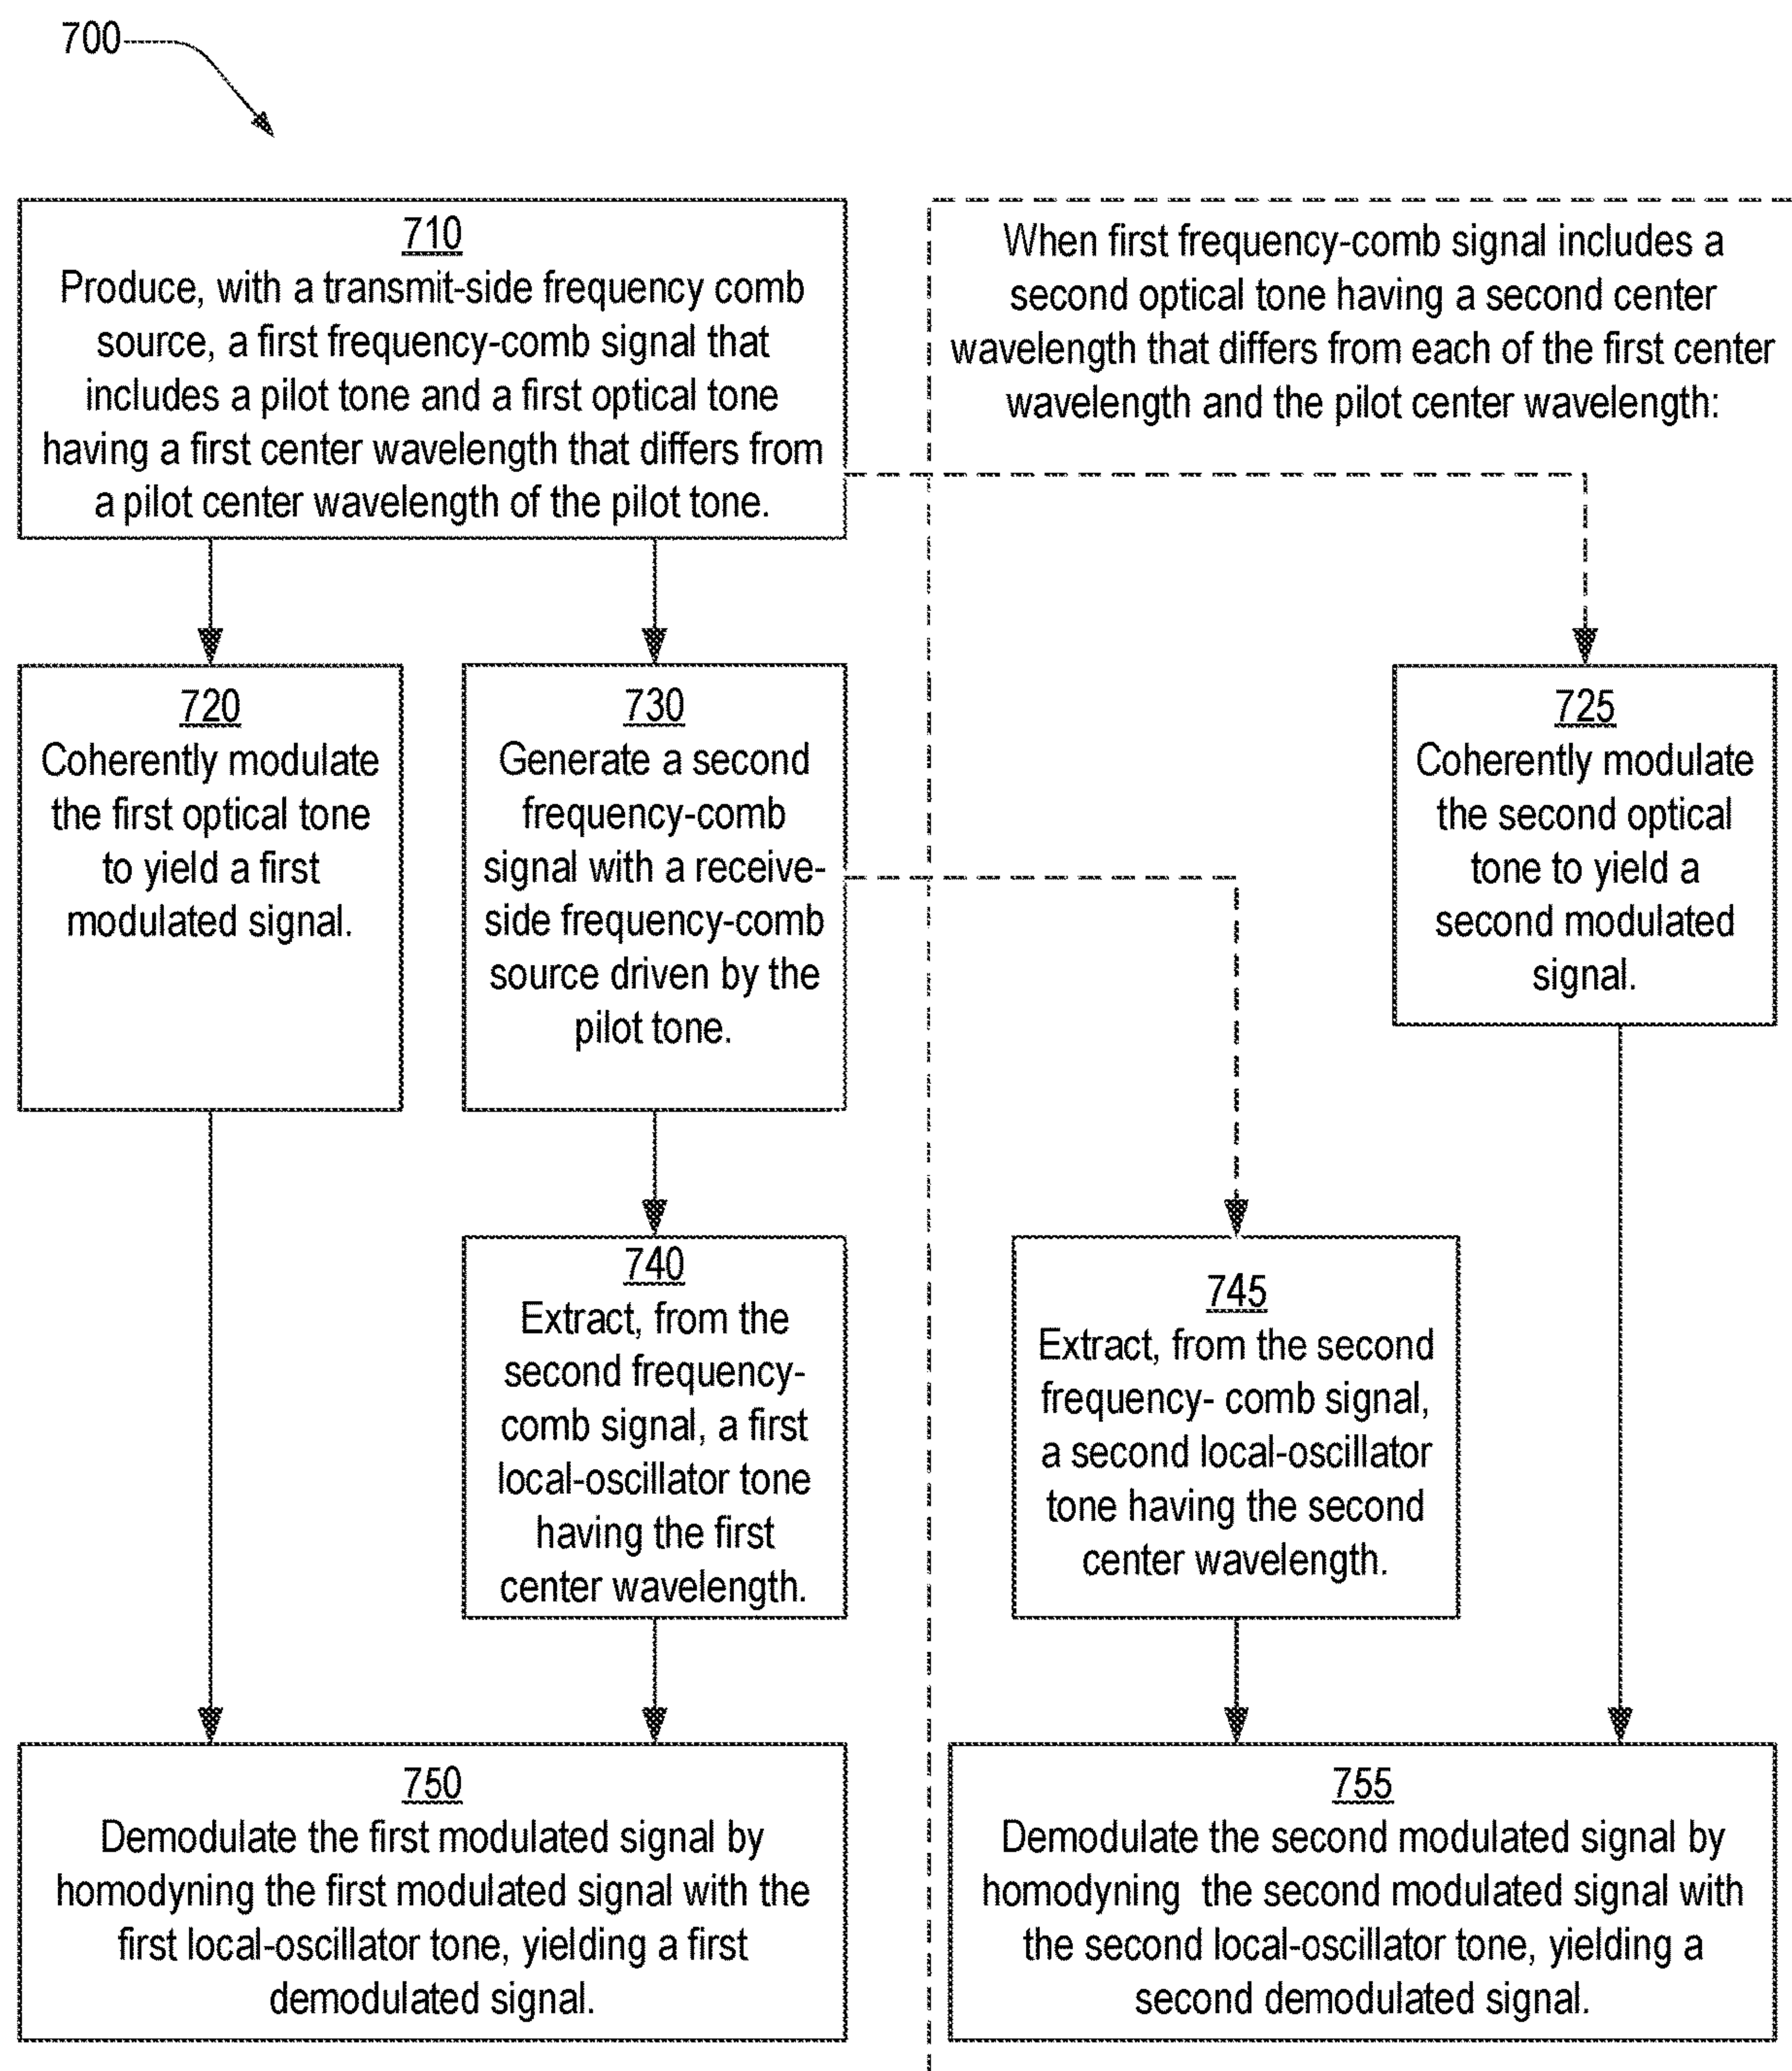 700
710
Produce, with a transmit-side frequency comb
source, a first frequency-comb signal that
includes a pilot tone and a first optical tone
having a first center wavelength that differs from
a pilot center wavelength of the pilot tone.
When first frequency-comb signal includes a
second optical tone having a second center
wavelength that differs from each of the first center
wavelength and the pilot center wavelength:
720
Coherently modulate
the first optical tone
to yield a first
modulated signal.
730
Generate a second
frequency-comb
signal with a receive-
side frequency-comb
source driven by the
pilot tone.
725
Coherently modulate
the second optical
tone to yield a
second modulated
signal.
740
Extract, from the
second frequency-
comb signal, a first
local-oscillator tone
having the first
center wavelength.
745
Extract, from the second
frequency- comb signal,
a second local-oscillator
tone having the second
center wavelength.
750
Demodulate the first modulated signal by
homodyning the first modulated signal with the
first local-oscillator tone, yielding a first
demodulated signal.
755
Demodulate the second modulated signal by
homodyning  the second modulated signal with
the second local-oscillator tone, yielding a
second demodulated signal.